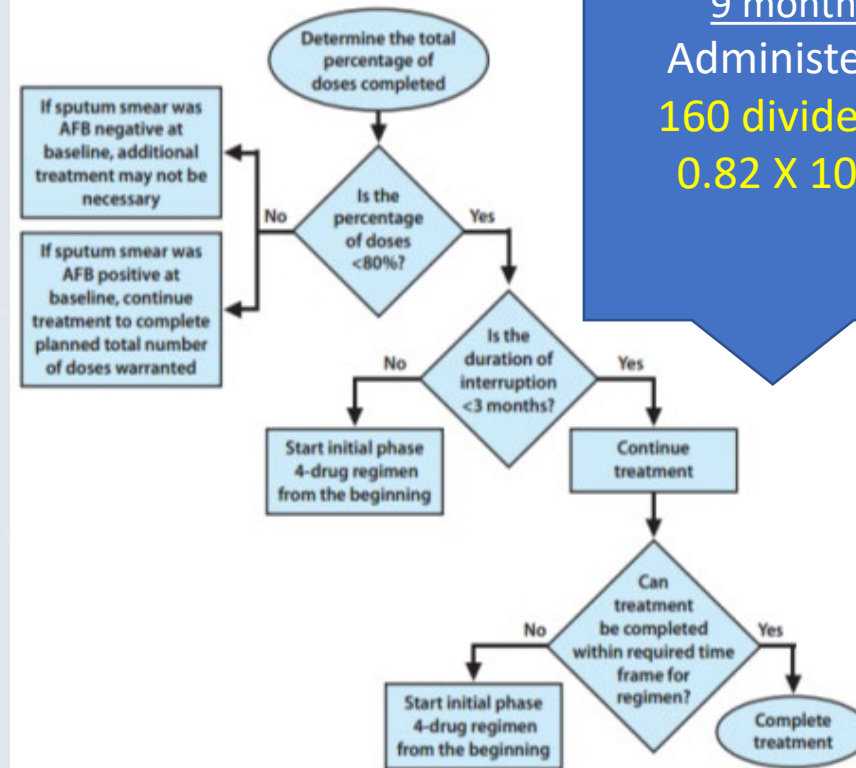 Determine the total
percentage of
doses completed
If sputum smear was
AFB negative at
baseline, additional
treatment may not be
necessary
If sputum smear was
AFB positive at
baseline, continue
treatment to complete
planned total number
of doses warranted
No
Is the
percentage
of doses
<80%?
Yes
No
Is the
duration of
interruption
<3 months?
Yes
Start initial phase
4-drug regimen
from the beginning
Continue
treatment
No
Can
treatment
be completed
within required time
frame for
regimen?
Yes
Start initial phase
4-drug regimen
from the beginning
Complete
treatment
9 month
Administe
160 divide
0.82 X 10